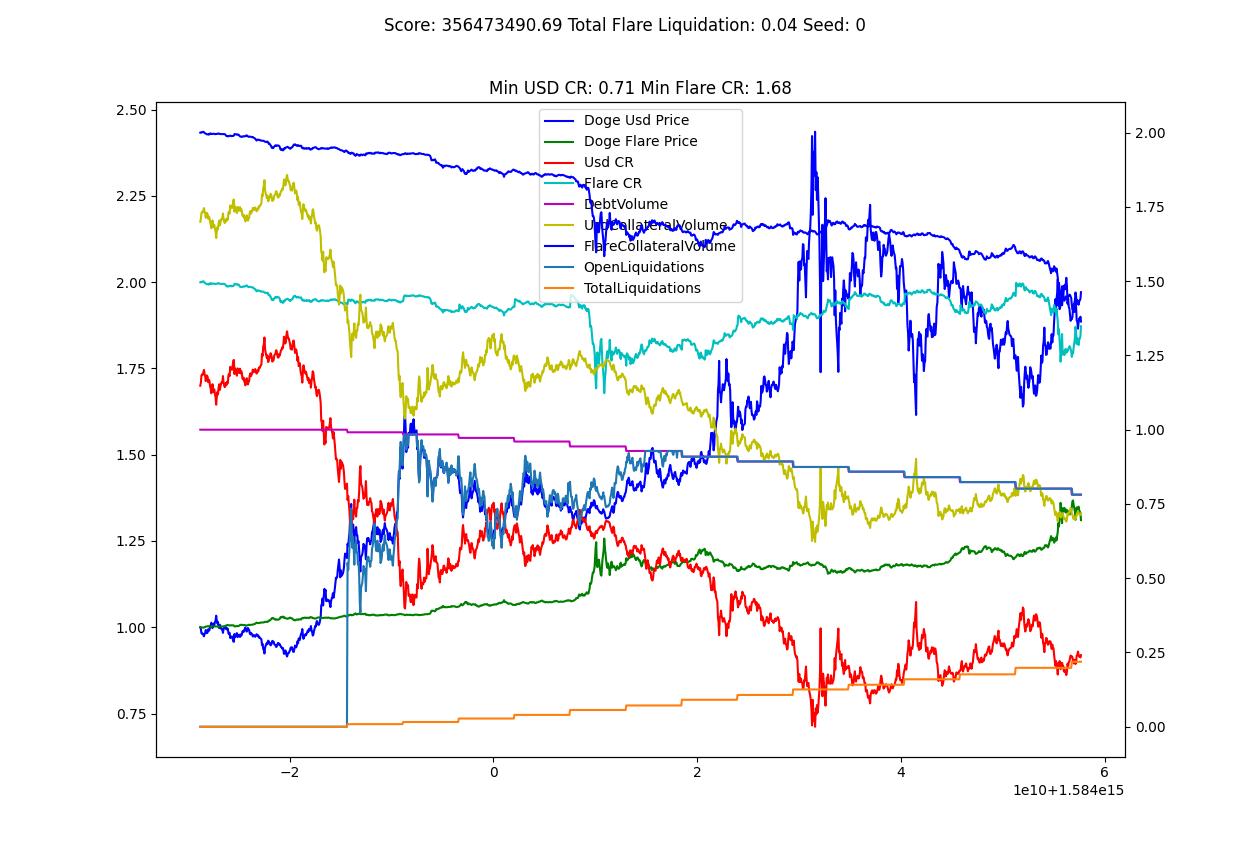 Score: 356473490.69 Total Flare Liquidation: 0.04 Seed: 0
Min USD CR: 0.71 Min Flare CR: 1.68
2.50
2.25
2.00
1.75
1.50
1.25
1.00
0.75
Doge Usd Price
Doge Flare Price
Usd CR
Flare CR
DebtVolume
UsdCollateralVolume
FlareCollateralVolume
OpenLiquidations
TotalLiquidations
2.00
1.75
1.50
1.25
1.00
0.75
0.50
0.25
0.00
−2 0 2 4 6
1e10+1.584e15